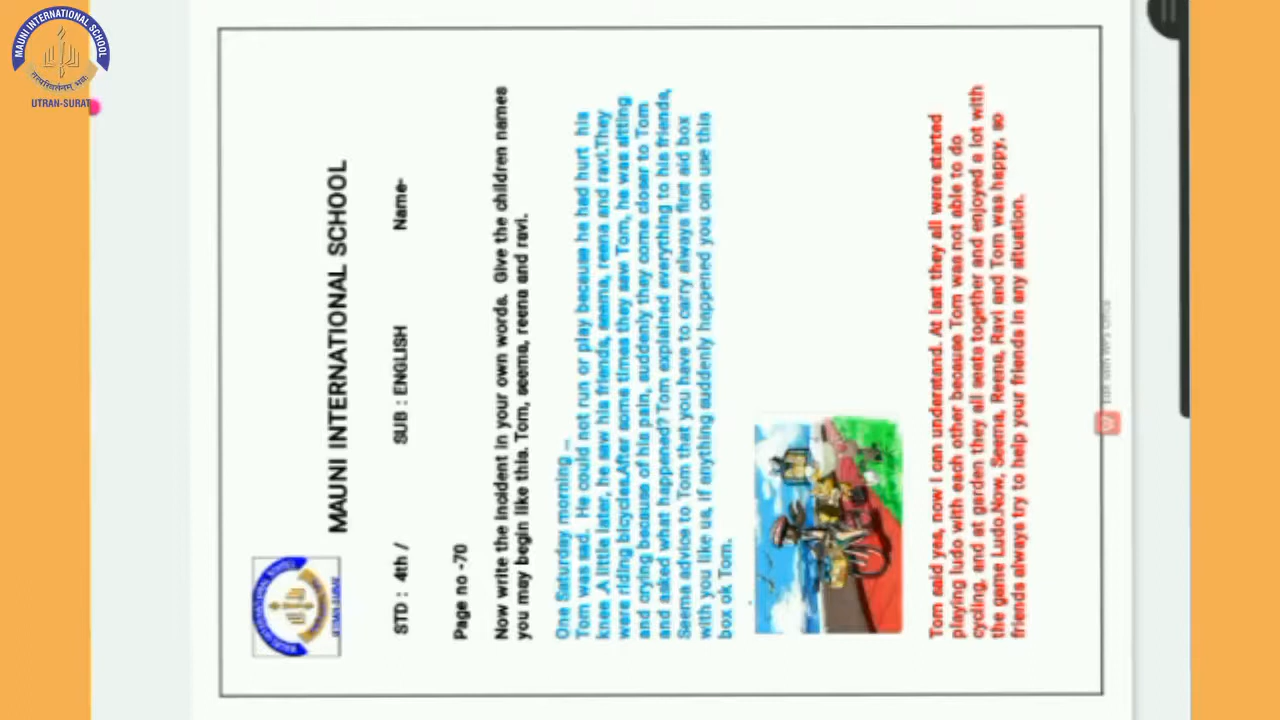 MAUNI INTERNATIONAL SCHOOL
UTRAN-SURAT
MAUNI INTERNATIONAL SCHOOL
STD : 4th / SUB : ENGLISH Name-
Page no -70
Now write the incident in your own words. Give the children names
you may begin like this. Tom, seema, reena and ravi.
One Saturday morning –
Tom was sad. He could not run or play because he had hurt his
knee .A little later, he saw his friends, seema, reena and ravi.They
were riding bicycles.After some times they saw Tom, he was sitting
and crying because of his pain, suddenly they come closer to Tom
and asked what happened? Tom explained everything to his friends,
Seema advice to Tom that you have to carry always first aid box
with you like us, if anything suddenly happened you can use this
box ok Tom.
Tom said yes, now I can understand. At last they all were started
playing ludo with each other because Tom was not able to do
cycling, and at garden they all seats together and enjoyed a lot with
the game Ludo.Now, Seema, Reena, Ravi and Tom was happy, so
friends always try to help your friends in any situation.
Edit with WPS Office